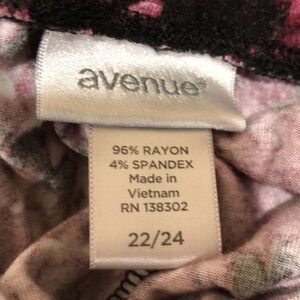 avenue®
96% RAYON
4% SPANDEX
Made in
Vietnam
RN 138302
22/24